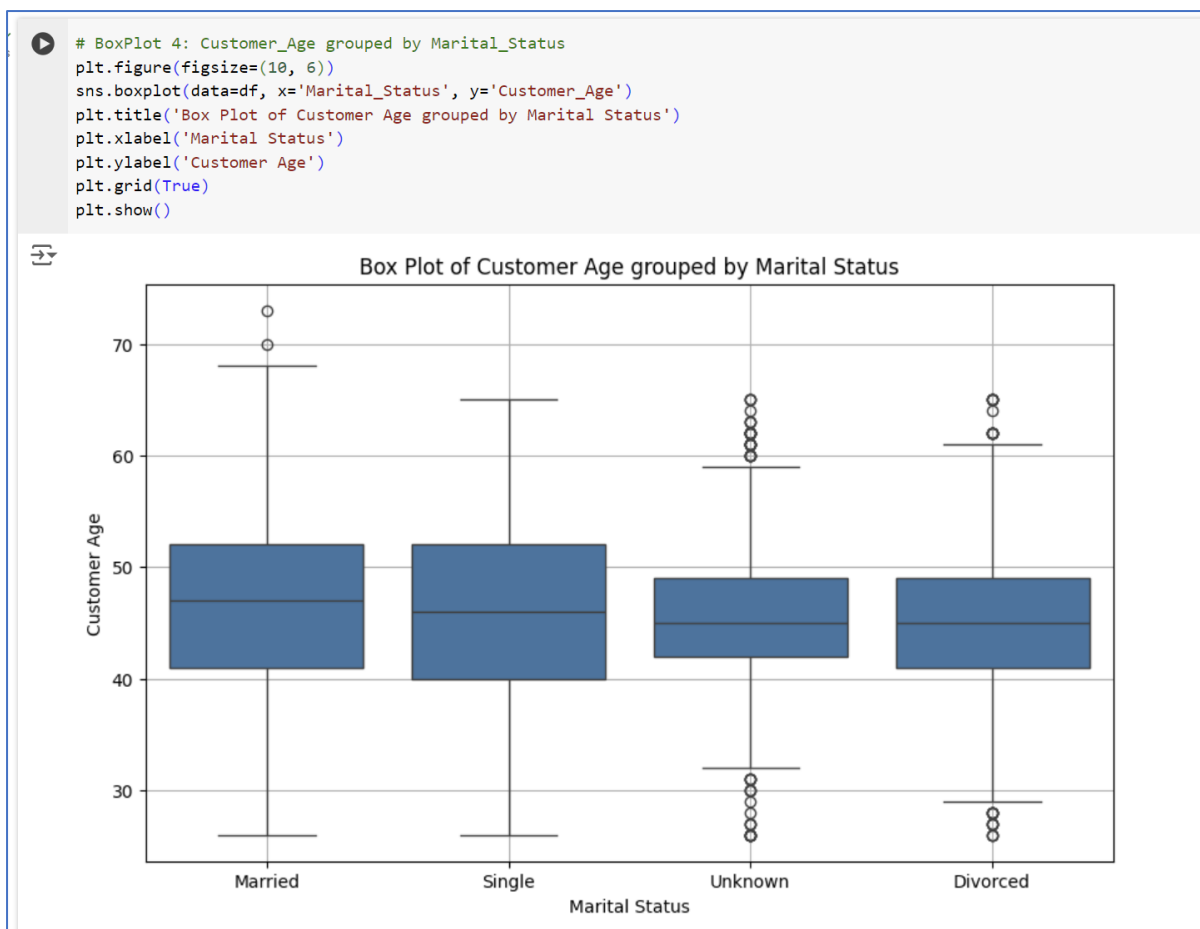 # BoxPlot 4: Customer_Age grouped by Marital_Status
plt.figure(figsize=(10, 6))
sns.boxplot(data=df, x='Marital_Status', y='Customer_Age')
plt.title('Box Plot of Customer Age grouped by Marital Status')
plt.xlabel('Marital Status')
plt.ylabel('Customer Age')
plt.grid(True)
plt.show()
Box Plot of Customer Age grouped by Marital Status
Customer Age
70
60
50
40
30
Married Single Unknown Divorced
Marital Status